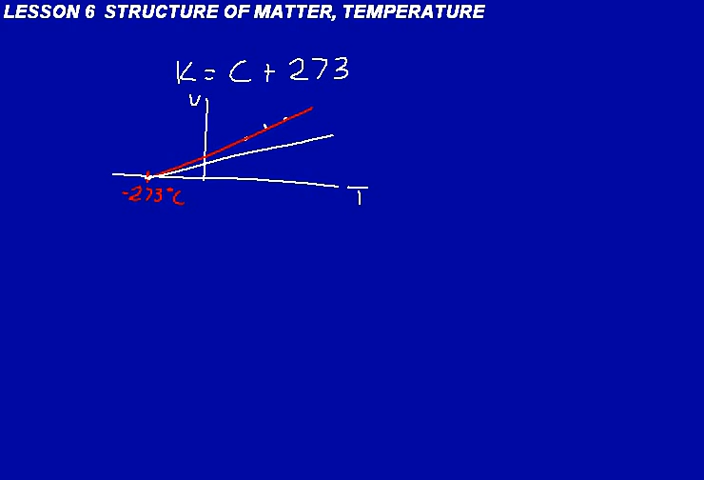 LESSON 6 STRUCTURE OF MATTER, TEMPERATURE
K = C + 273
V
-273°C
T